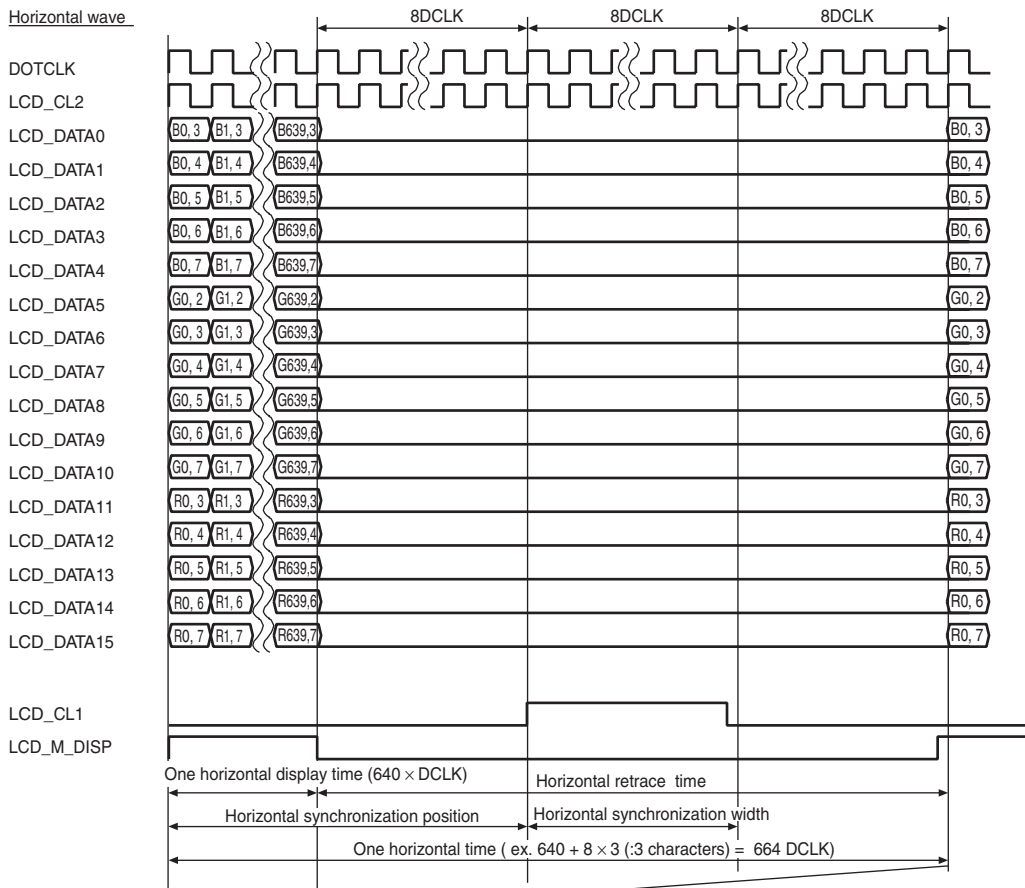 Horizontal wave 8DCLK 8DCLK 8DCLK
DOTCLK
LCD_CL2
LCD_DATA0 B0, 3 B1, 3 B639,3 B0, 3
LCD_DATA1 B0, 4 B1, 4 B639,4 B0, 4
LCD_DATA2 B0, 5 B1, 5 B639,5 B0, 5
LCD_DATA3 B0, 6 B1, 6 B639,6 B0, 6
LCD_DATA4 B0, 7 B1, 7 B639,7 B0, 7
LCD_DATA5 G0, 2 G1, 2 G639,2 G0, 2
LCD_DATA6 G0, 3 G1, 3 G639,3 G0, 3
LCD_DATA7 G0, 4 G1, 4 G639,4 G0, 4
LCD_DATA8 G0, 5 G1, 5 G639,5 G0, 5
LCD_DATA9 G0, 6 G1, 6 G639,6 G0, 6
LCD_DATA10 G0, 7 G1, 7 G639,7 G0, 7
LCD_DATA11 R0, 3 R1, 3 R639,3 R0, 3
LCD_DATA12 R0, 4 R1, 4 R639,4 R0, 4
LCD_DATA13 R0, 5 R1, 5 R639,5 R0, 5
LCD_DATA14 R0, 6 R1, 6 R639,6 R0, 6
LCD_DATA15 R0, 7 R1, 7 R639,7 R0, 7
LCD_CL1
LCD_M_DISP
One horizontal display time (640 × DCLK)
Horizontal retrace time
Horizontal synchronization position Horizontal synchronization width
One horizontal time ( ex. 640 + 8 × 3 (:3 characters) = 664 DCLK)